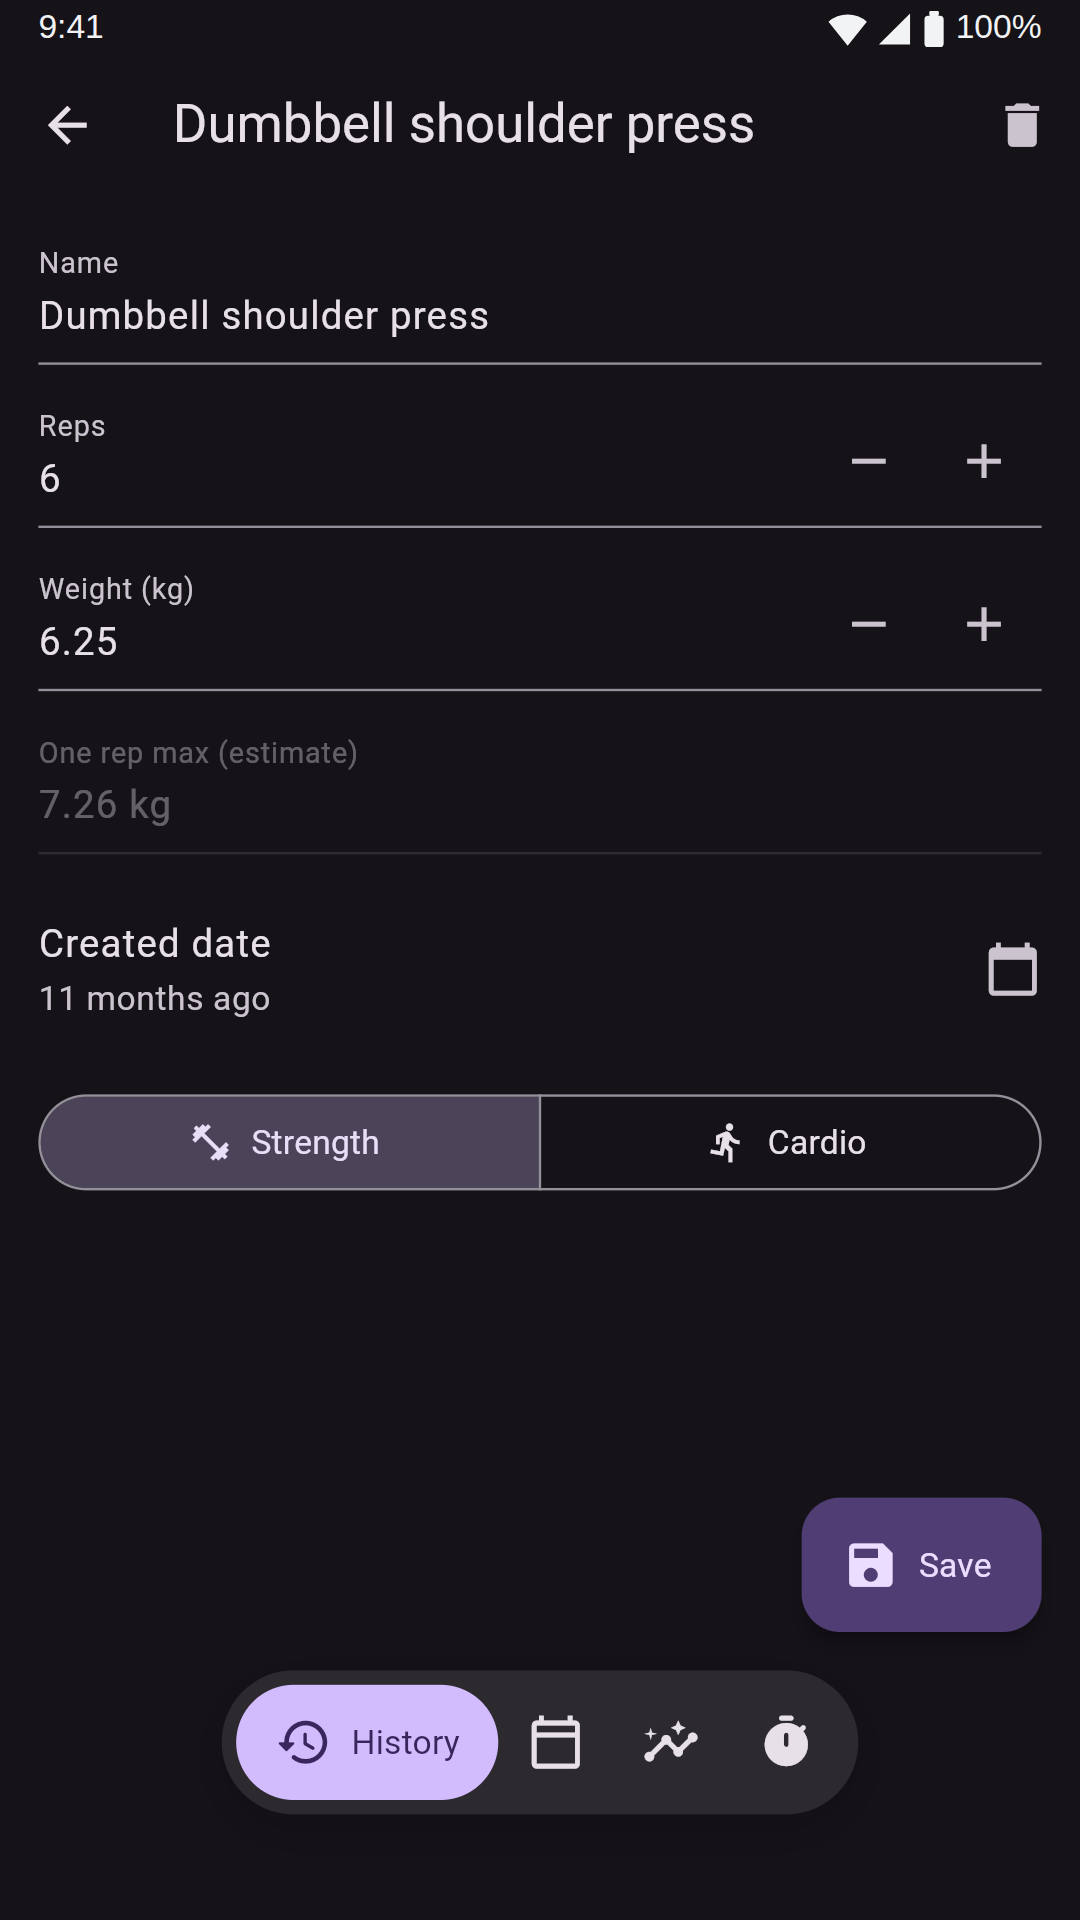 9:41
100%
Dumbbell shoulder press
Name
Dumbbell shoulder press
Reps
6
Weight (kg)
6.25
One rep max (estimate)
7.26 kg
Created date
11 months ago
Strength
Cardio
Save
History